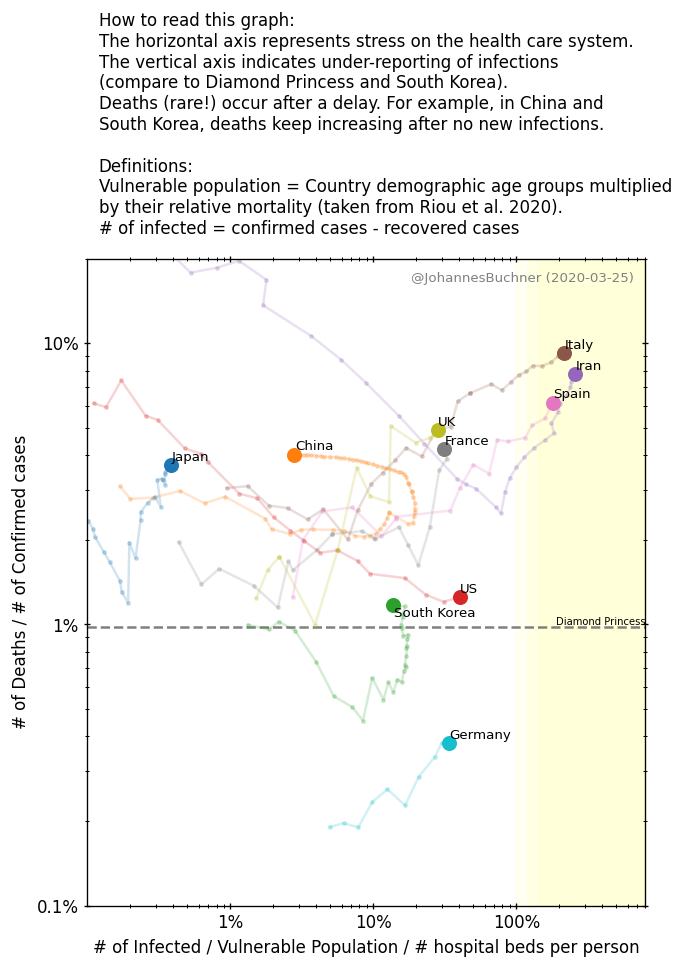 How to read this graph:
The horizontal axis represents stress on the health care system.
The vertical axis indicates under-reporting of infections
(compare to Diamond Princess and South Korea).
Deaths (rare!) occur after a delay. For example, in China and
South Korea, deaths keep increasing after no new infections.
Definitions:
Vulnerable population = Country demographic age groups multiplied
by their relative mortality (taken from Riou et al. 2020).
# of infected = confirmed cases - recovered cases
@JohannesBuchner (2020-03-25)
10%
Italy
Iran
Spain
UK
France
China
Japan
US
South Korea
1%
Diamond Princess
Germany
0.1%
# of Deaths / # of Confirmed cases
1%
10%
100%
# of Infected / Vulnerable Population / # hospital beds per person